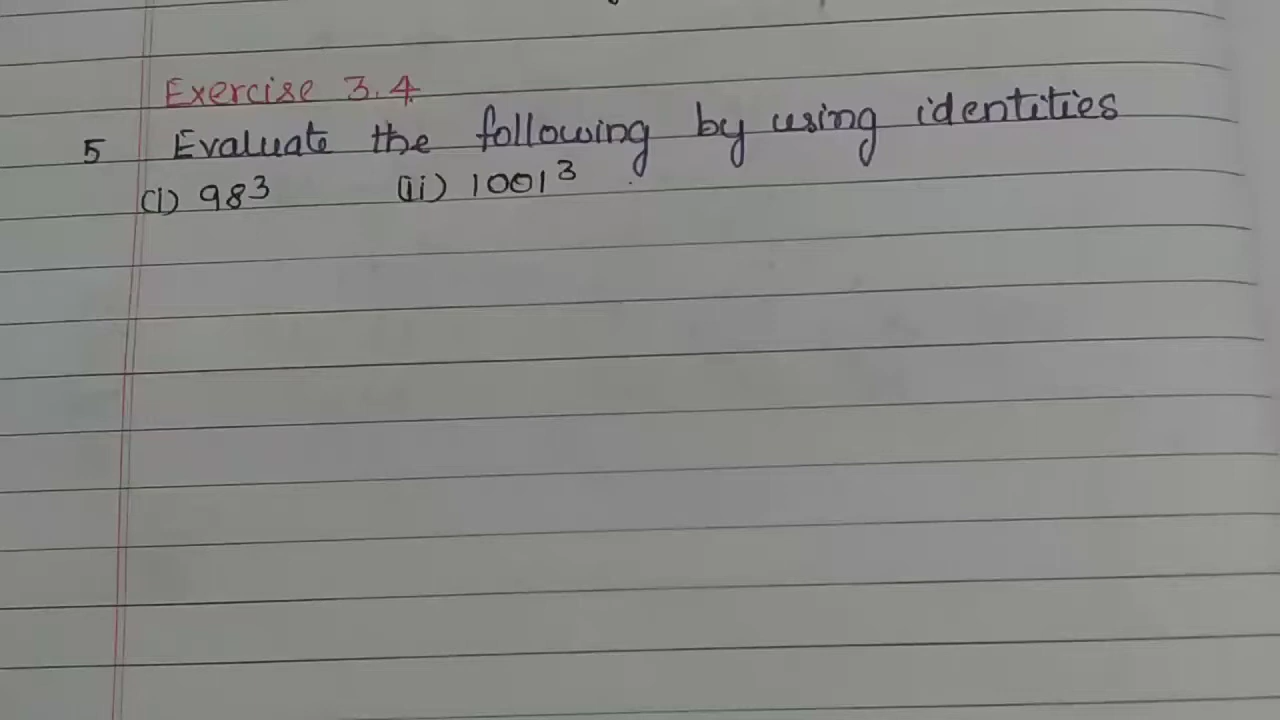 Exercise 3.4
5 Evaluate the following by using identities
(i) 98³ (ii) 1001³